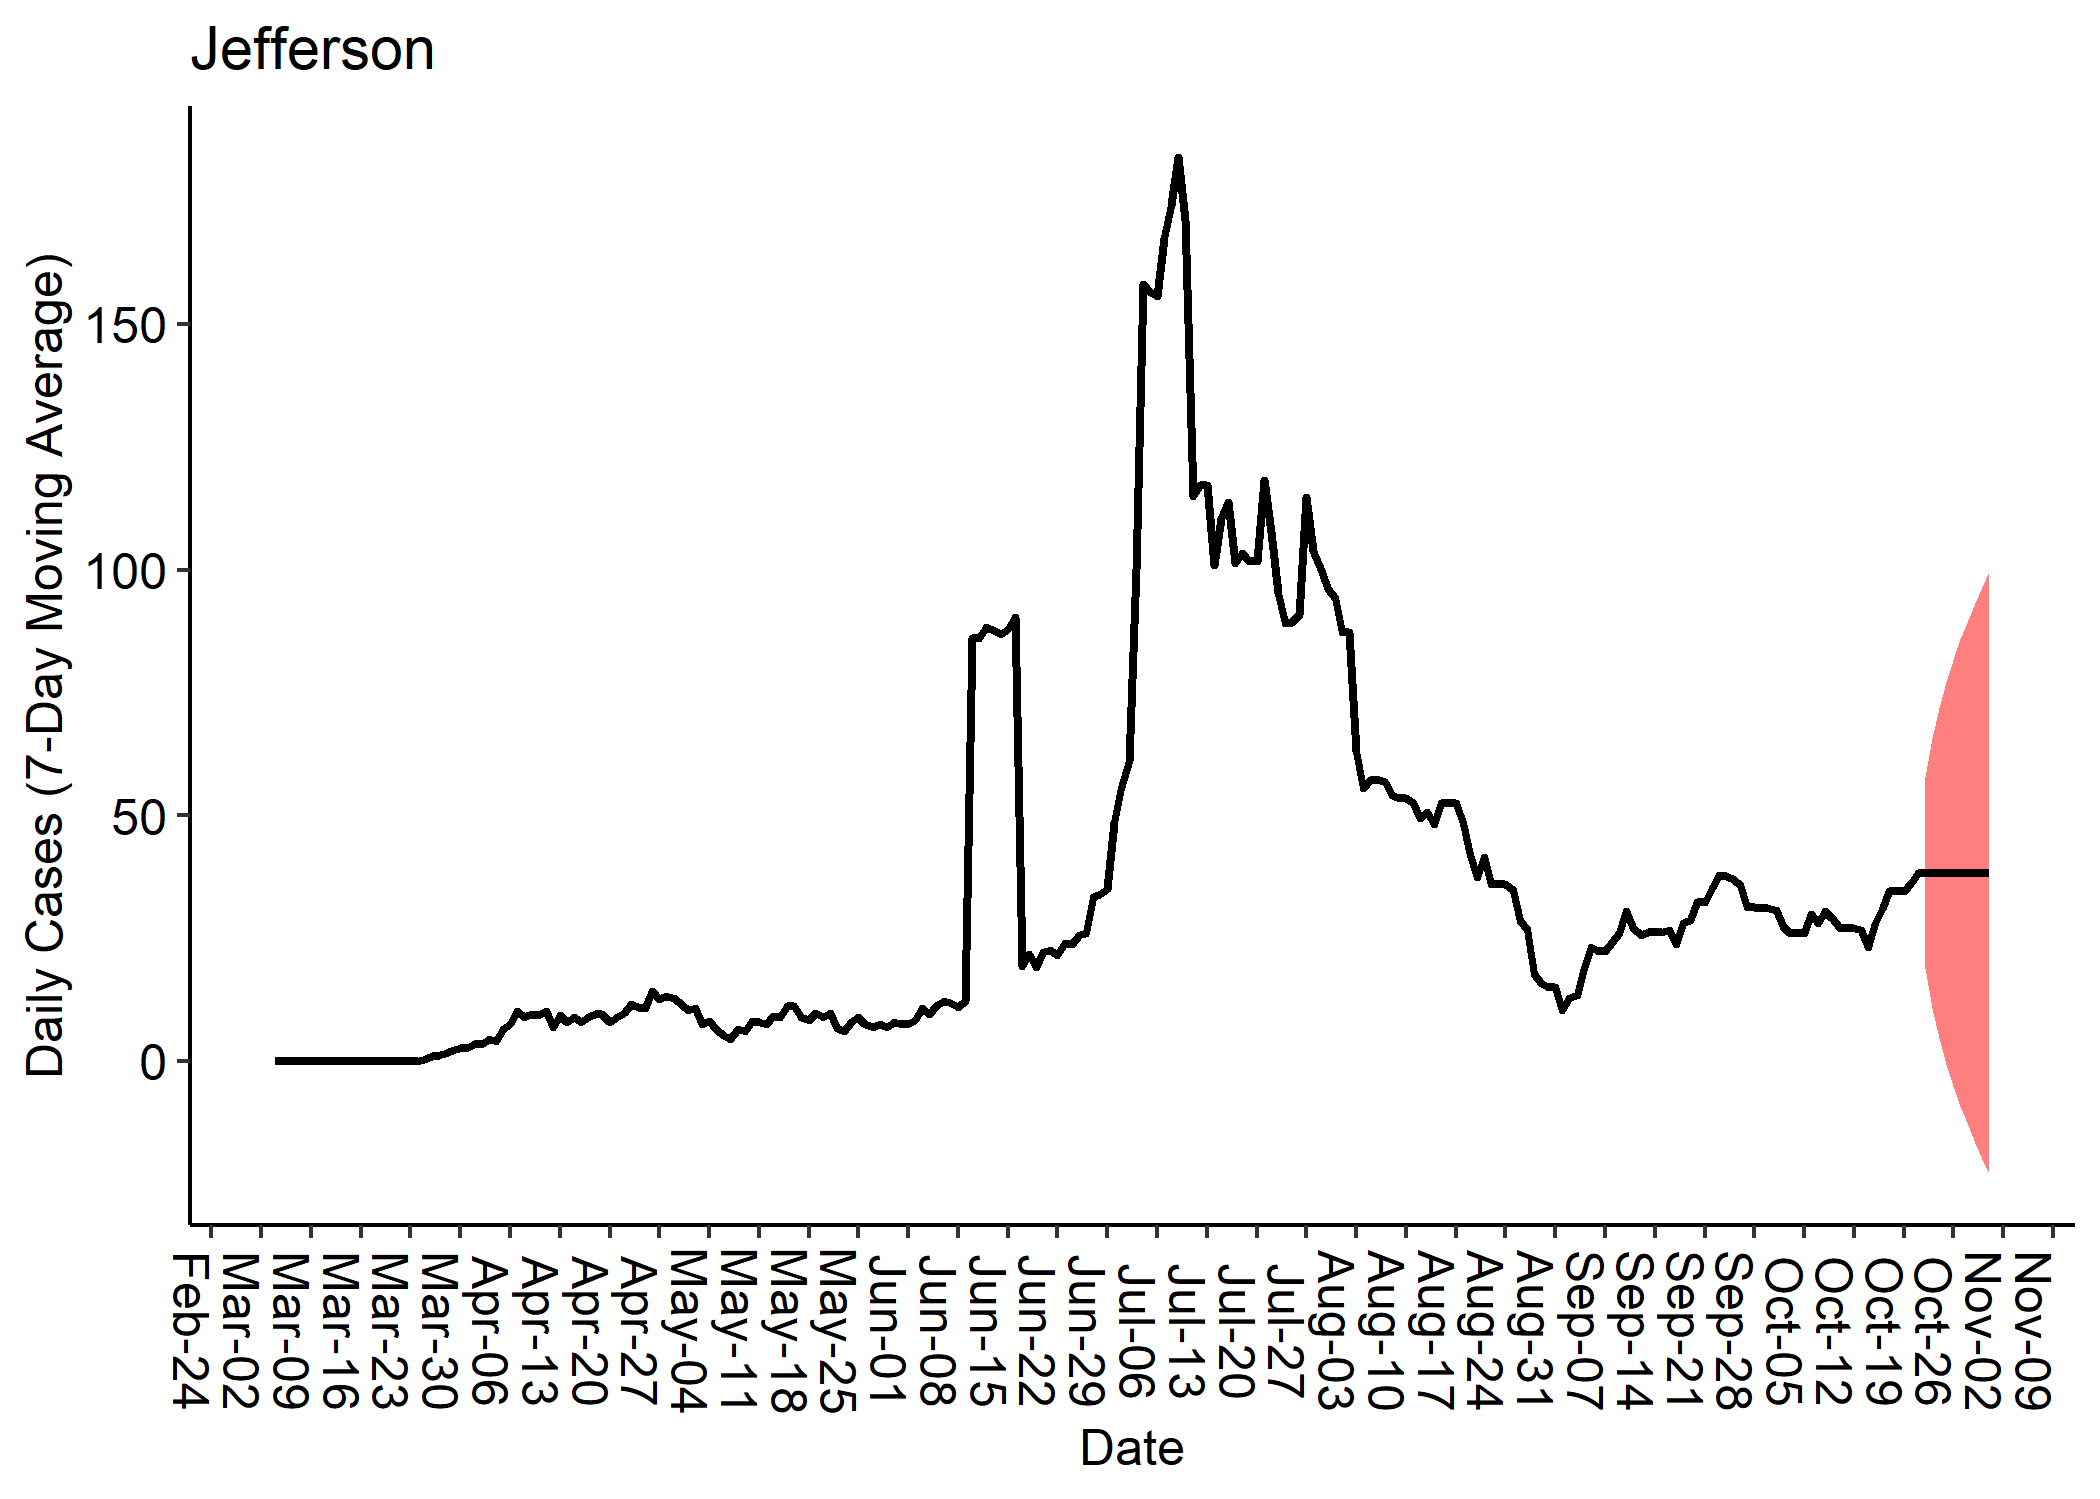 Jefferson
Daily Cases (7-Day Moving Average)
150
100
50
0
Feb-24
Mar-02
Mar-09
Mar-16
Mar-23
Mar-30
Apr-06
Apr-13
Apr-20
Apr-27
May-04
May-11
May-18
May-25
Jun-01
Jun-08
Jun-15
Jun-22
Jun-29
Jul-06
Jul-13
Jul-20
Jul-27
Aug-03
Aug-10
Aug-17
Aug-24
Aug-31
Sep-07
Sep-14
Sep-21
Sep-28
Oct-05
Oct-12
Oct-19
Oct-26
Nov-02
Nov-09
Date